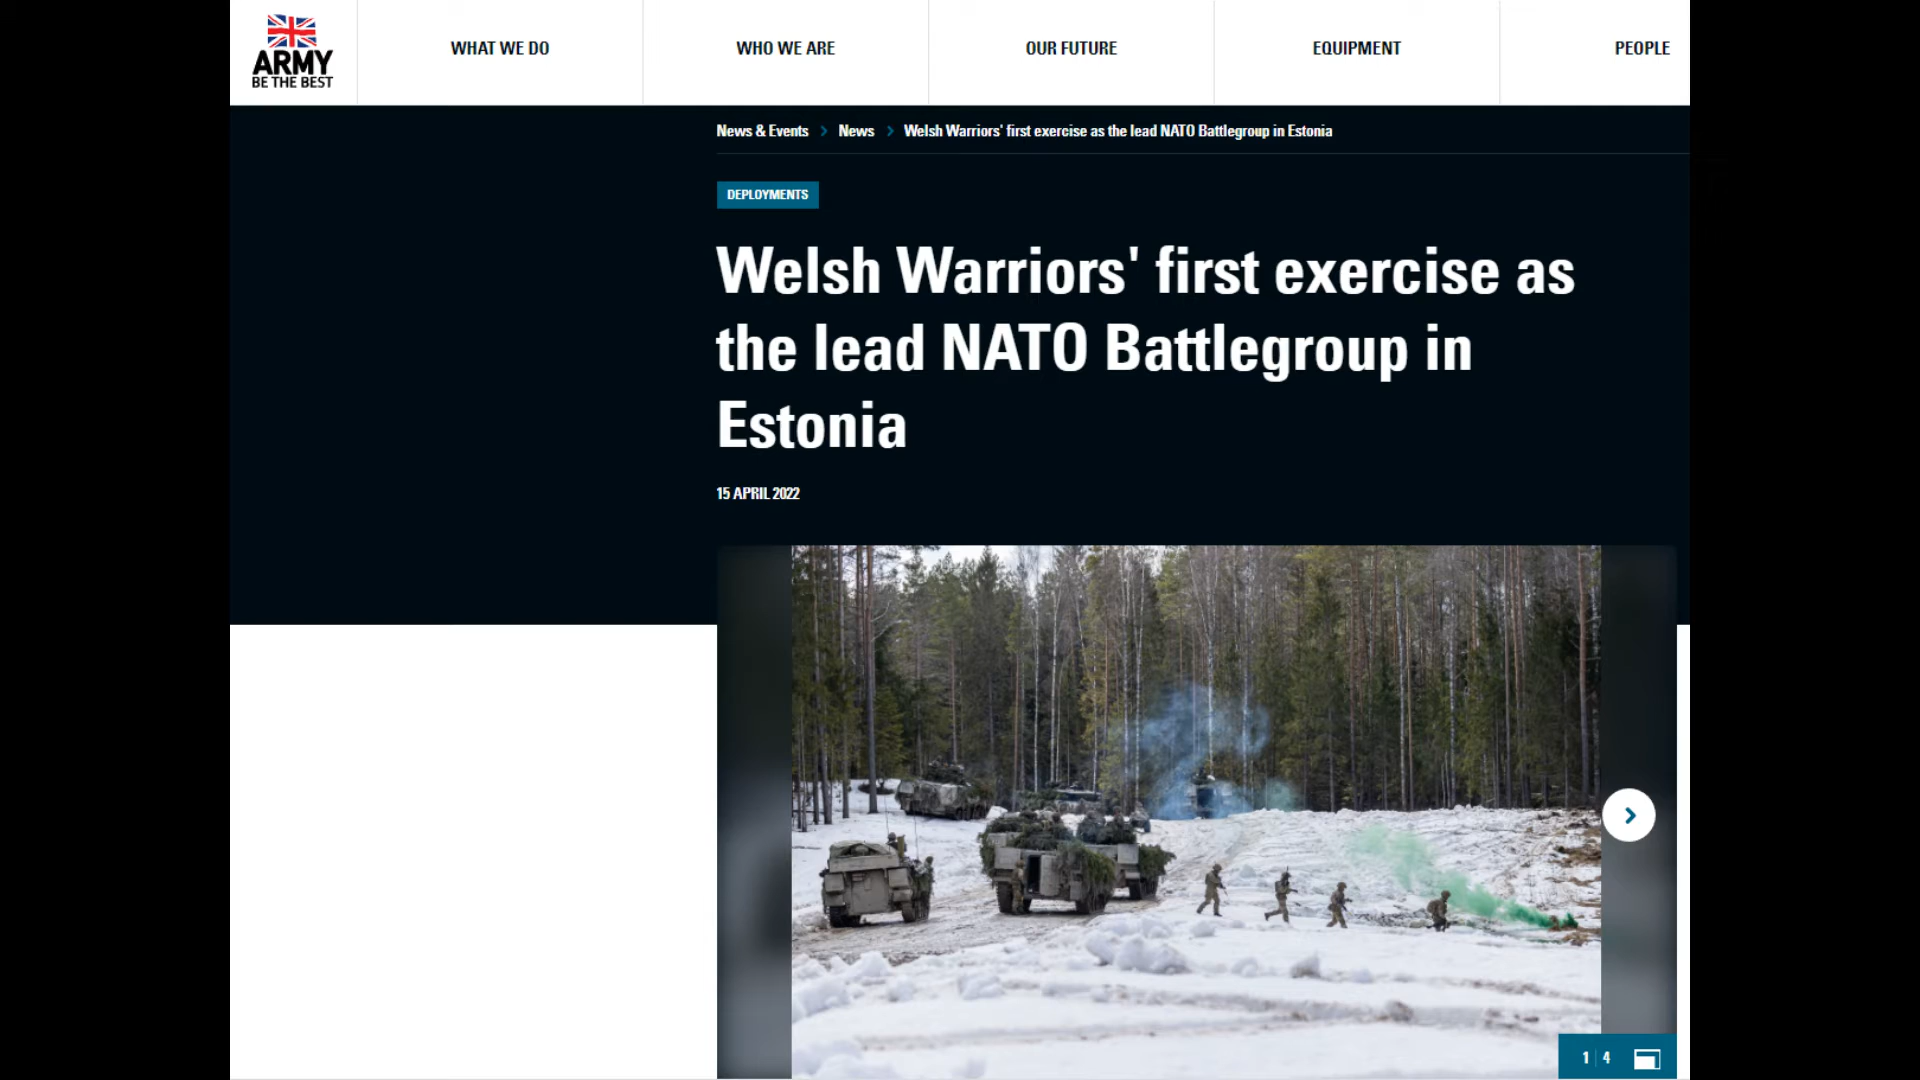 ARMY
BE THE BEST
WHAT WE DO
WHO WE ARE
OUR FUTURE
EQUIPMENT
PEOPLE
News & Events > News > Welsh Warriors' first exercise as the lead NATO Battlegroup in Estonia
DEPLOYMENTS
Welsh Warriors' first exercise as
the lead NATO Battlegroup in
Estonia
15 APRIL 2022
1 | 4